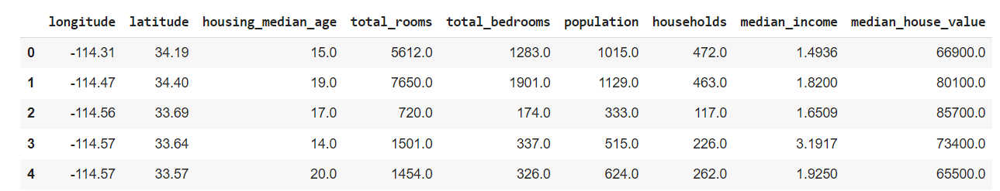 longitude latitude housing_median_age total_rooms total_bedrooms population households median_income median_house_value
0 -114.31 34.19 15.0 5612.0 1283.0 1015.0 472.0 1.4936 66900.0
1 -114.47 34.40 19.0 7650.0 1901.0 1129.0 463.0 1.8200 80100.0
2 -114.56 33.69 17.0 720.0 174.0 333.0 117.0 1.6509 85700.0
3 -114.57 33.64 14.0 1501.0 337.0 515.0 226.0 3.1917 73400.0
4 -114.57 33.57 20.0 1454.0 326.0 624.0 262.0 1.9250 65500.0